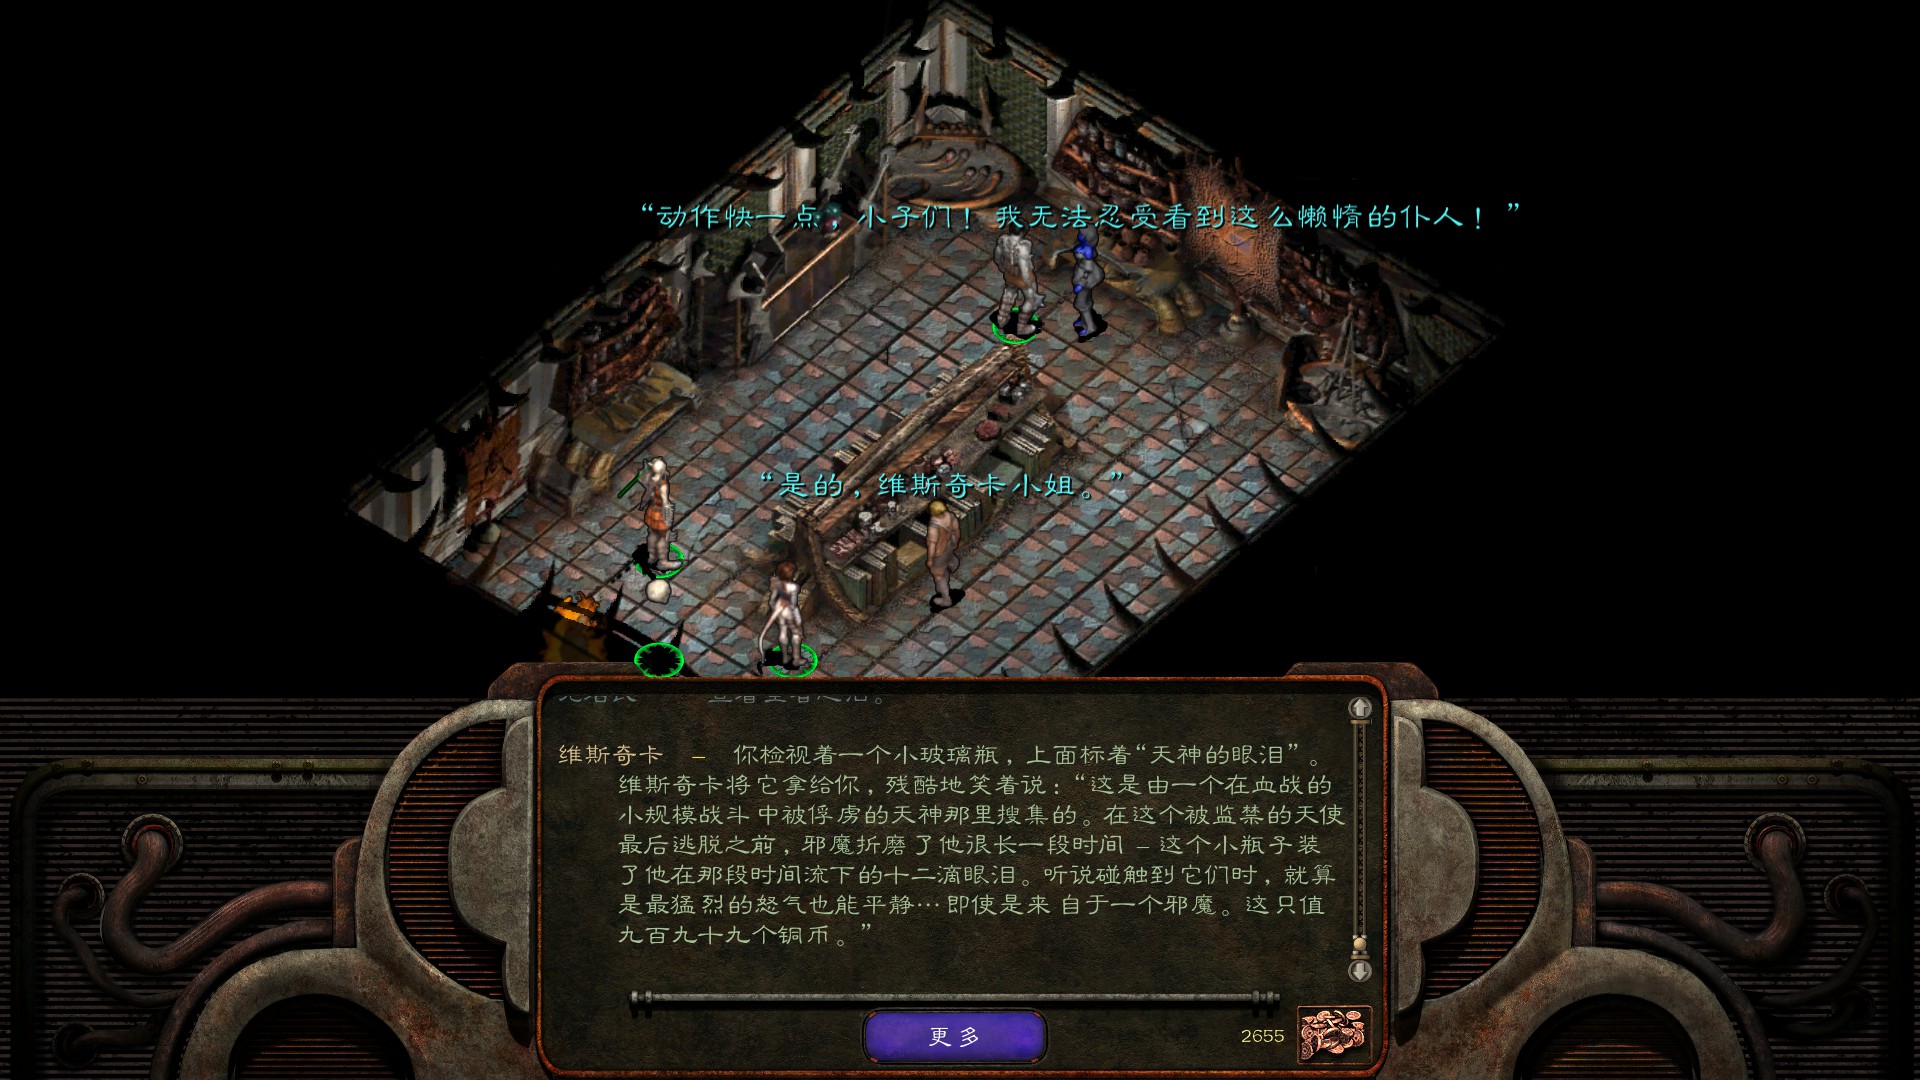 “动作快一点，小子们！我无法忍受看到这么懒惰的仆人！”
“是的，维斯奇卡小姐。”
维斯奇卡 – 你检视着一个小玻璃瓶，上面标着“天神的眼泪”。
维斯奇卡将它拿给你，残酷地笑着说：“这是由一个在血战的
小规模战斗中被俘虏的天神那里搜集的。在这个被监禁的天使
最后逃脱之前，邪魔折磨了他很长一段时间 – 这个小瓶子装
了他在那段时间流下的十二滴眼泪。听说碰触到它们时，就算
是最猛烈的怒气也能平静…即使是来自于一个邪魔。这只值
九百九十九个铜币。”
更多
2655